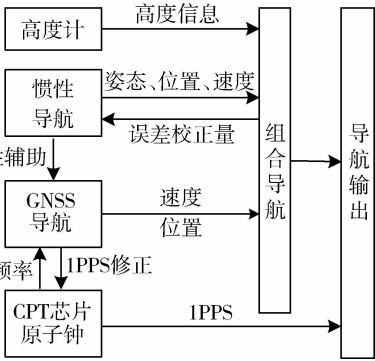 高度计
高度信息
惯性
导航
姿态、位置、速度
误差校正量
组合导航
导航输出
辅助
GNSS
导航
速度
位置
频率
1PPS修正
CPT芯片
原子钟
1PPS